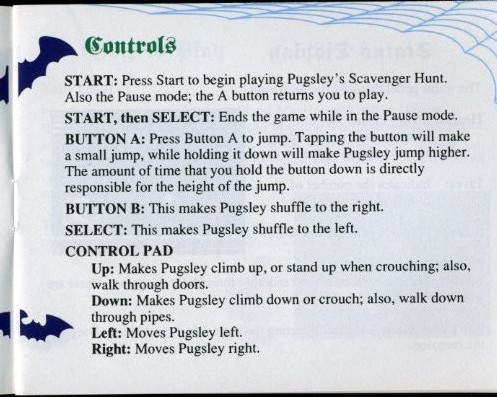 Controls
START: Press Start to begin playing Pugsley's Scavenger Hunt.
Also the Pause mode; the A button returns you to play.
START, then SELECT: Ends the game while in the Pause mode.
BUTTON A: Press Button A to jump. Tapping the button will make
a small jump, while holding it down will make Pugsley jump higher.
The amount of time that you hold the button down is directly
responsible for the height of the jump.
BUTTON B: This makes Pugsley shuffle to the right.
SELECT: This makes Pugsley shuffle to the left.
CONTROL PAD
Up: Makes Pugsley climb up, or stand up when crouching; also,
walk through doors.
Down: Makes Pugsley climb down or crouch; also, walk down
through pipes.
Left: Moves Pugsley left.
Right: Moves Pugsley right.